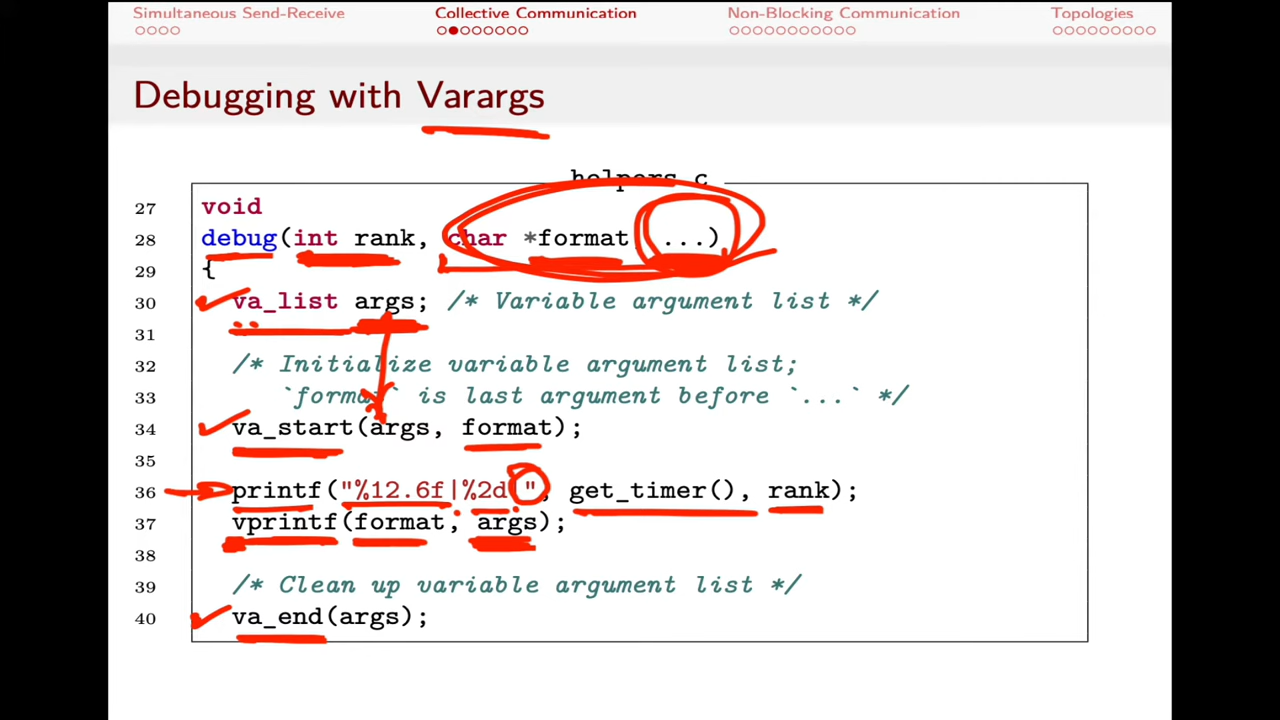 Simultaneous Send-Receive Collective Communication Non-Blocking Communication Topologies
Debugging with Varargs
helpers.c
27 void
28 debug(int rank, char *format, ...)
29 {
30 va_list args; /* Variable argument list */
31
32 /* Initialize variable argument list;
33 `format` is last argument before `...` */
34 va_start(args, format);
35
36 printf("%12.6f|%2d|", get_timer(), rank);
37 vprintf(format, args);
38
39 /* Clean up variable argument list */
40 va_end(args);